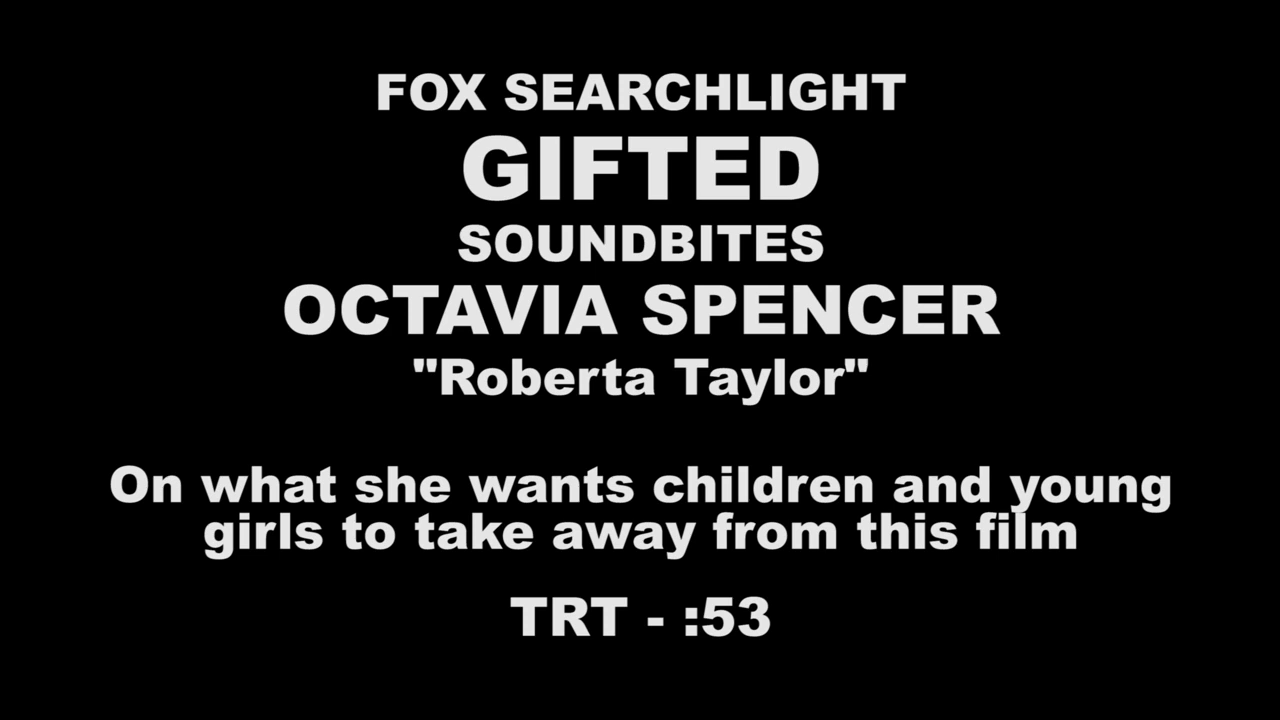 FOX SEARCHLIGHT
GIFTED
SOUNDBITES
OCTAVIA SPENCER
"Roberta Taylor"
On what she wants children and young
girls to take away from this film
TRT - :53